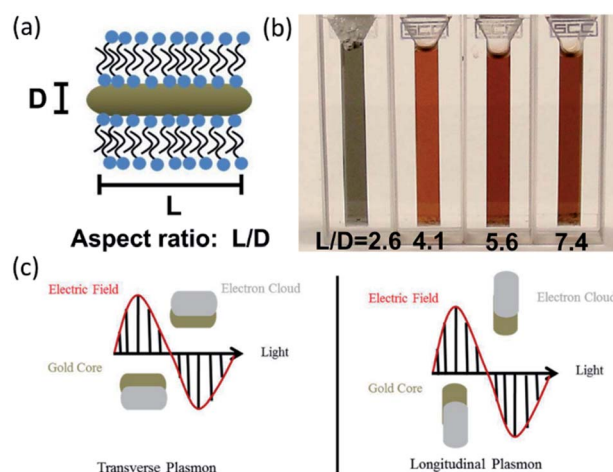 (a)
D
L
Aspect ratio: L/D
(b)
L/D=2.6 4.1 5.6 7.4
(c)
Electric Field
Electron Cloud
Light
Gold Core
Transverse Plasmon
Electric Field
Electron Cloud
Light
Gold Core
Longitudinal Plasmon